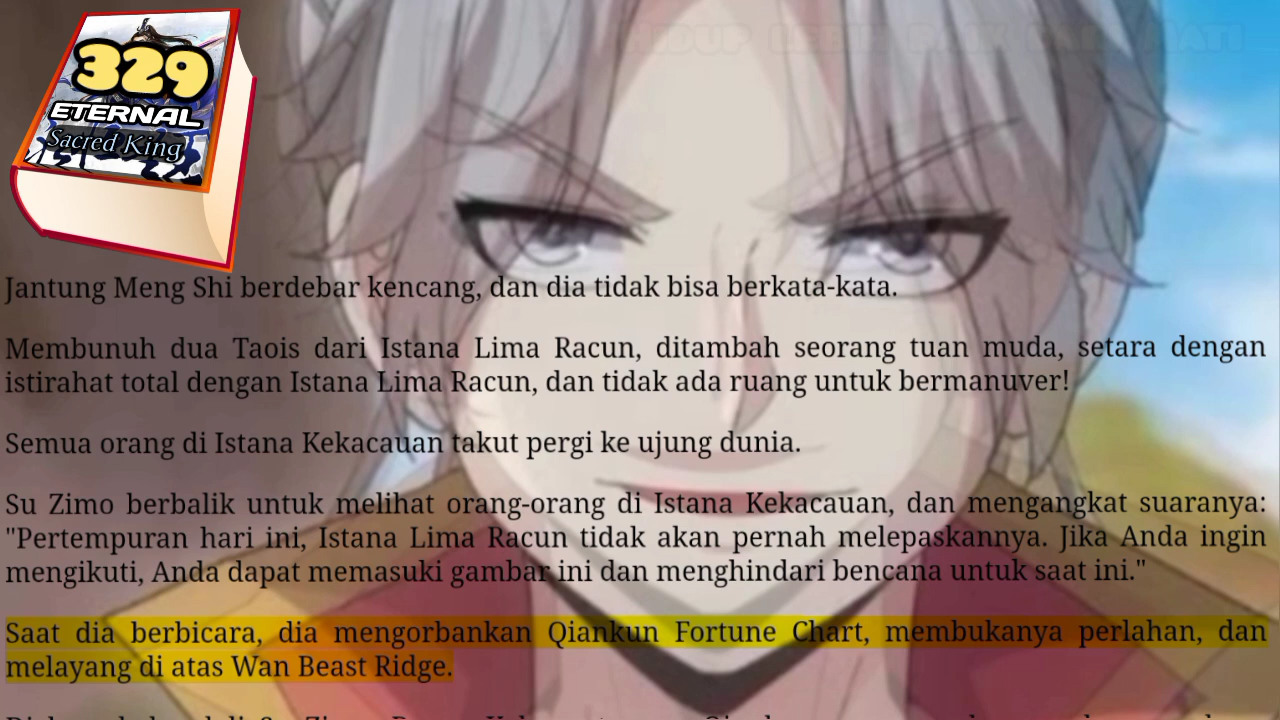 329
ETERNAL
Sacred King
Jantung Meng Shi berdebar kencang, dan dia tidak bisa berkata-kata.
Membunuh dua Taois dari Istana Lima Racun, ditambah seorang tuan muda, setara dengan
istirahat total dengan Istana Lima Racun, dan tidak ada ruang untuk bermanuver!
Semua orang di Istana Kekacauan takut pergi ke ujung dunia.
Su Zimo berbalik untuk melihat orang-orang di Istana Kekacauan, dan mengangkat suaranya:
"Pertempuran hari ini, Istana Lima Racun tidak akan pernah melepaskannya. Jika Anda ingin
mengikuti, Anda dapat memasuki gambar ini dan menghindari bencana untuk saat ini."
Saat dia berbicara, dia mengorbankan Qiankun Fortune Chart, membukanya perlahan, dan
melayang di atas Wan Beast Ridge.